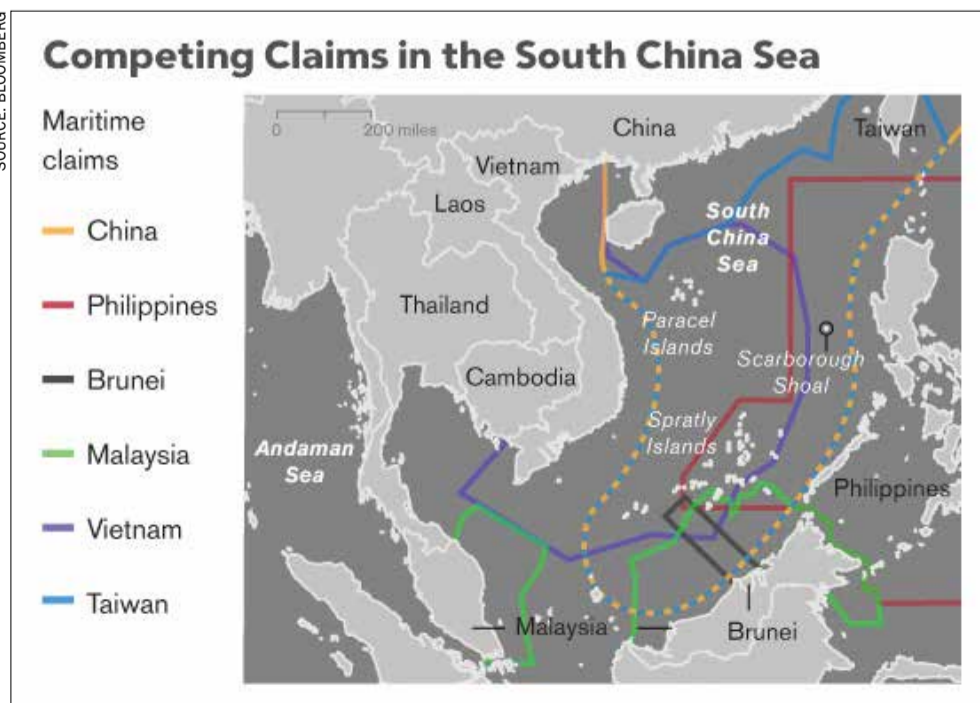 SOURCE: BLOOMBERG
Competing Claims in the South China Sea
Maritime
claims
China
Philippines
Brunei
Malaysia
Vietnam
Taiwan
0
200 miles
China
Taiwan
Vietnam
Laos
South
China
Sea
Thailand
Paracel
Islands
Scarborough
Shoal
Cambodia
Spratly
Islands
Andaman
Sea
Philippines
Malaysia
Brunei